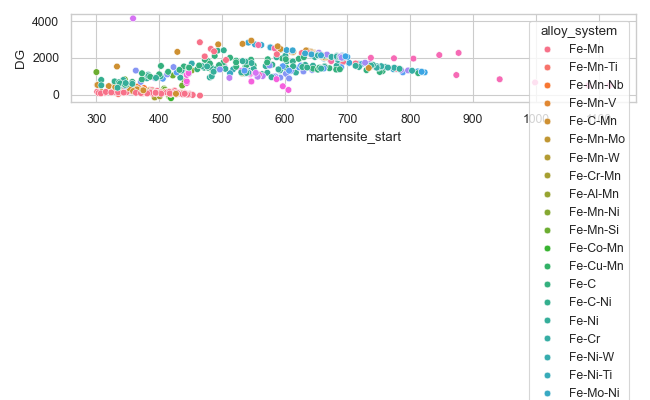 4000
2000
0
DG
300
400
500
600
700
800
900
1000
martensite_start
alloy_system
Fe-Mn
Fe-Mn-Ti
Fe-Mn-Nb
Fe-Mn-V
Fe-C-Mn
Fe-Mn-Mo
Fe-Mn-W
Fe-Cr-Mn
Fe-Al-Mn
Fe-Mn-Ni
Fe-Mn-Si
Fe-Co-Mn
Fe-Cu-Mn
Fe-C
Fe-C-Ni
Fe-Ni
Fe-Cr
Fe-Ni-W
Fe-Ni-Ti
Fe-Mo-Ni